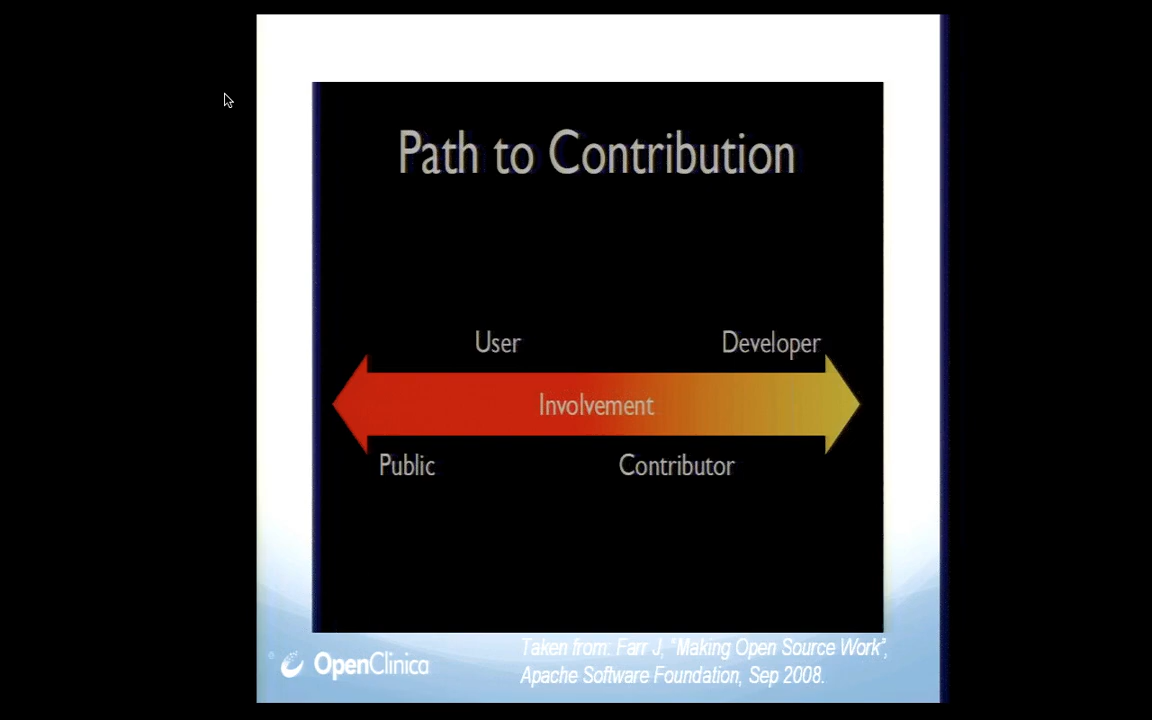 Path to Contribution
User
Developer
Involvement
Public
Contributor
Taken from: Farr J, "Making Open Source Work",
Apache Software Foundation, Sep 2008.
OpenClinica